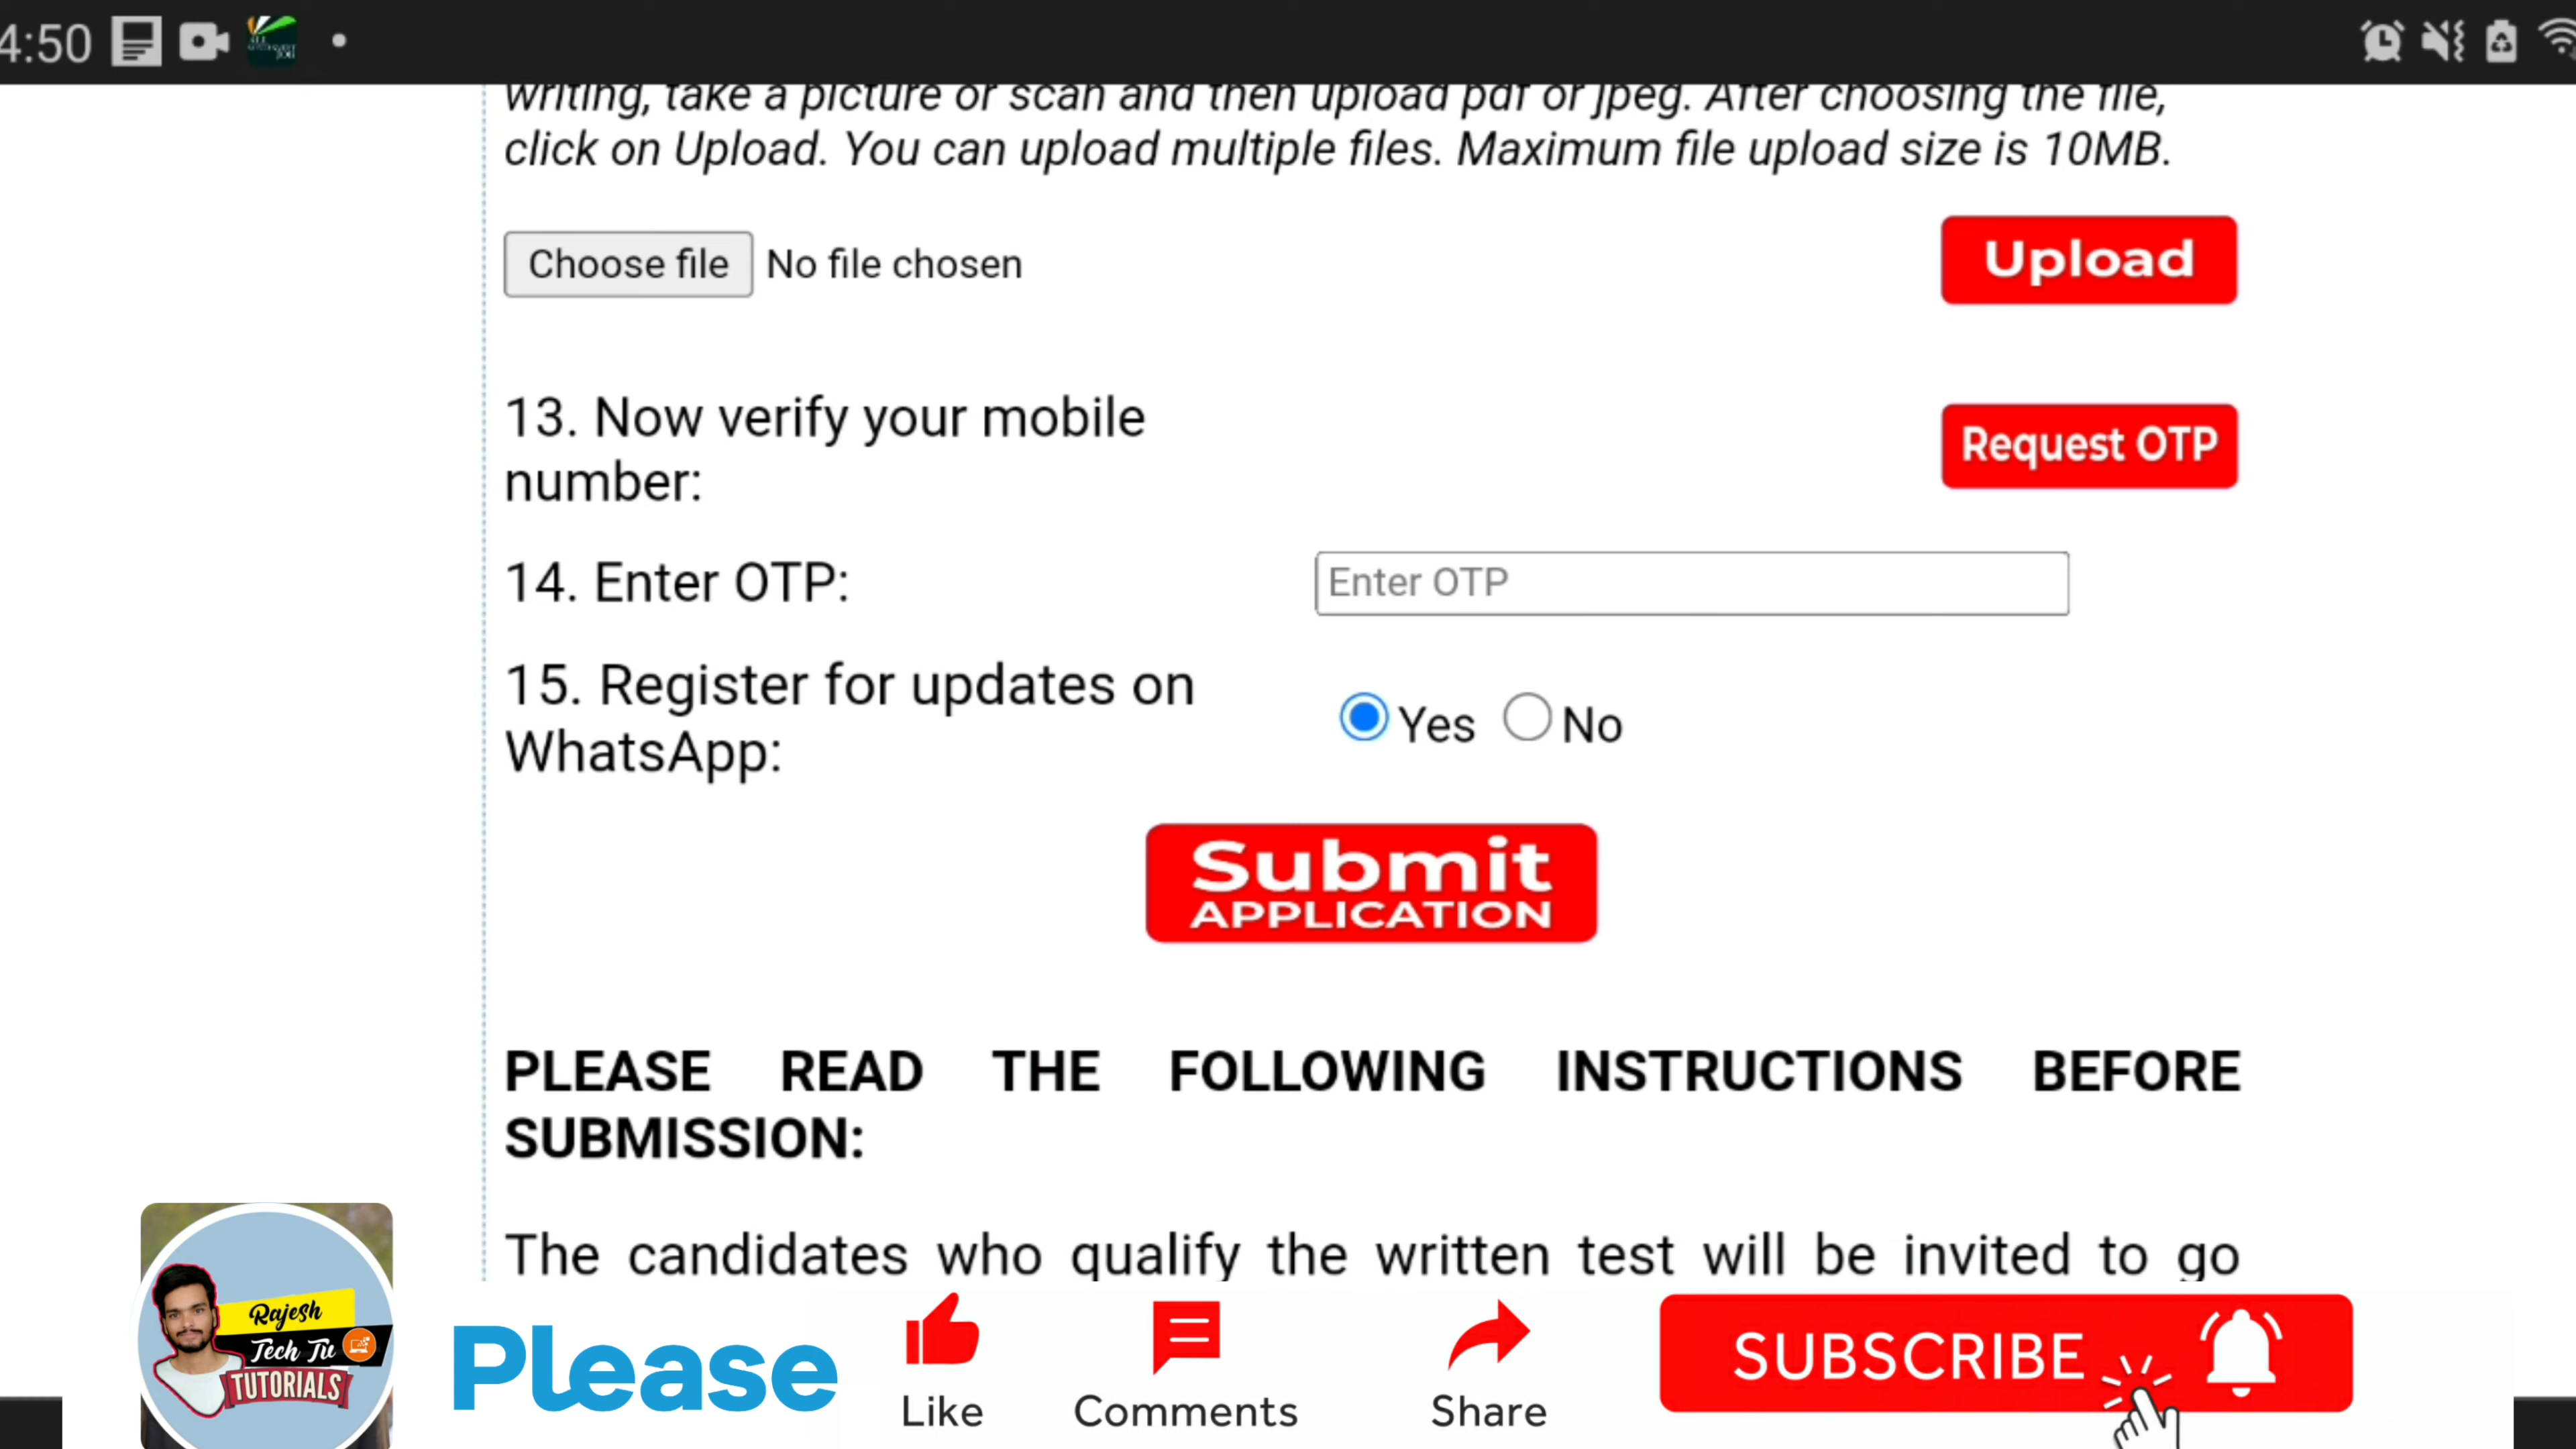 4:50
writing, take a picture or scan and then upload pdf or jpeg. After choosing the file,
click on Upload. You can upload multiple files. Maximum file upload size is 10MB.
Choose file No file chosen
Upload
13. Now verify your mobile
number:
Request OTP
14. Enter OTP:
Enter OTP
15. Register for updates on
WhatsApp:
Yes No
Submit
APPLICATION
PLEASE READ THE FOLLOWING INSTRUCTIONS BEFORE
SUBMISSION:
The candidates who qualify the written test will be invited to go
Rajesh
Tech Tu
TUTORIALS
Please
Like
Comments
Share
SUBSCRIBE